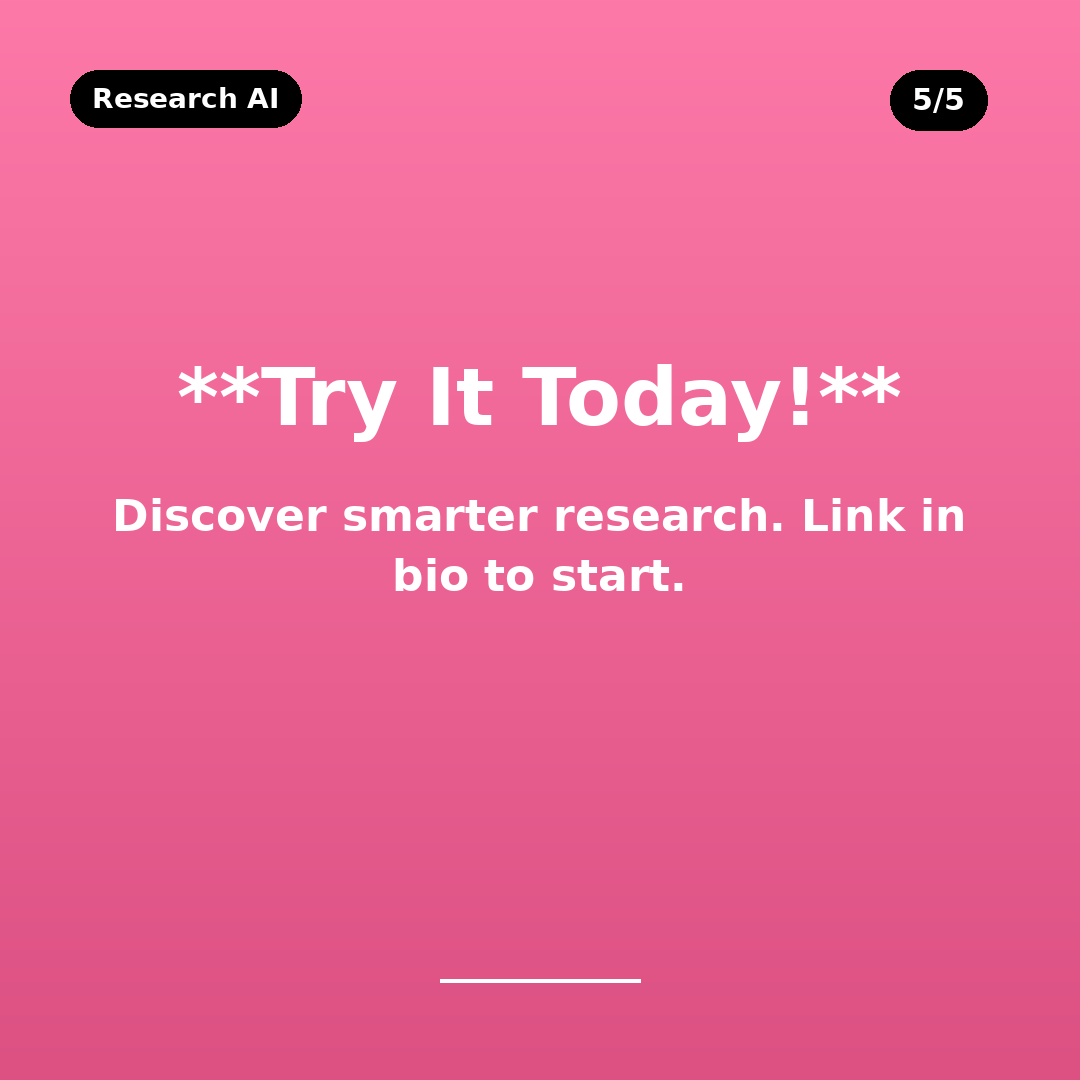 Research AI
5/5
**Try It Today!**
Discover smarter research. Link in
bio to start.